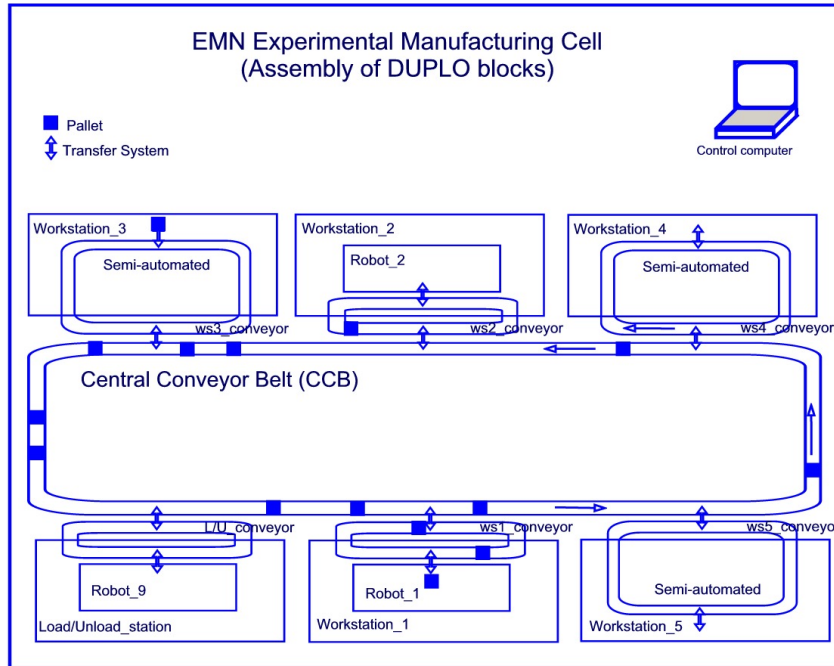 EMN Experimental Manufacturing Cell
(Assembly of DUPLO blocks)
Pallet
Transfer System
Control computer
Workstation_3
Workstation_2
Workstation_4
Robot_2
Semi-automated
Semi-automated
ws3_conveyor
ws2_conveyor
ws4_conveyor
Central Conveyor Belt (CCB)
L/U_conveyor
ws1_conveyor
ws5_conveyor
Robot_9
Robot_1
Semi-automated
Load/Unload_station
Workstation_1
Workstation_5